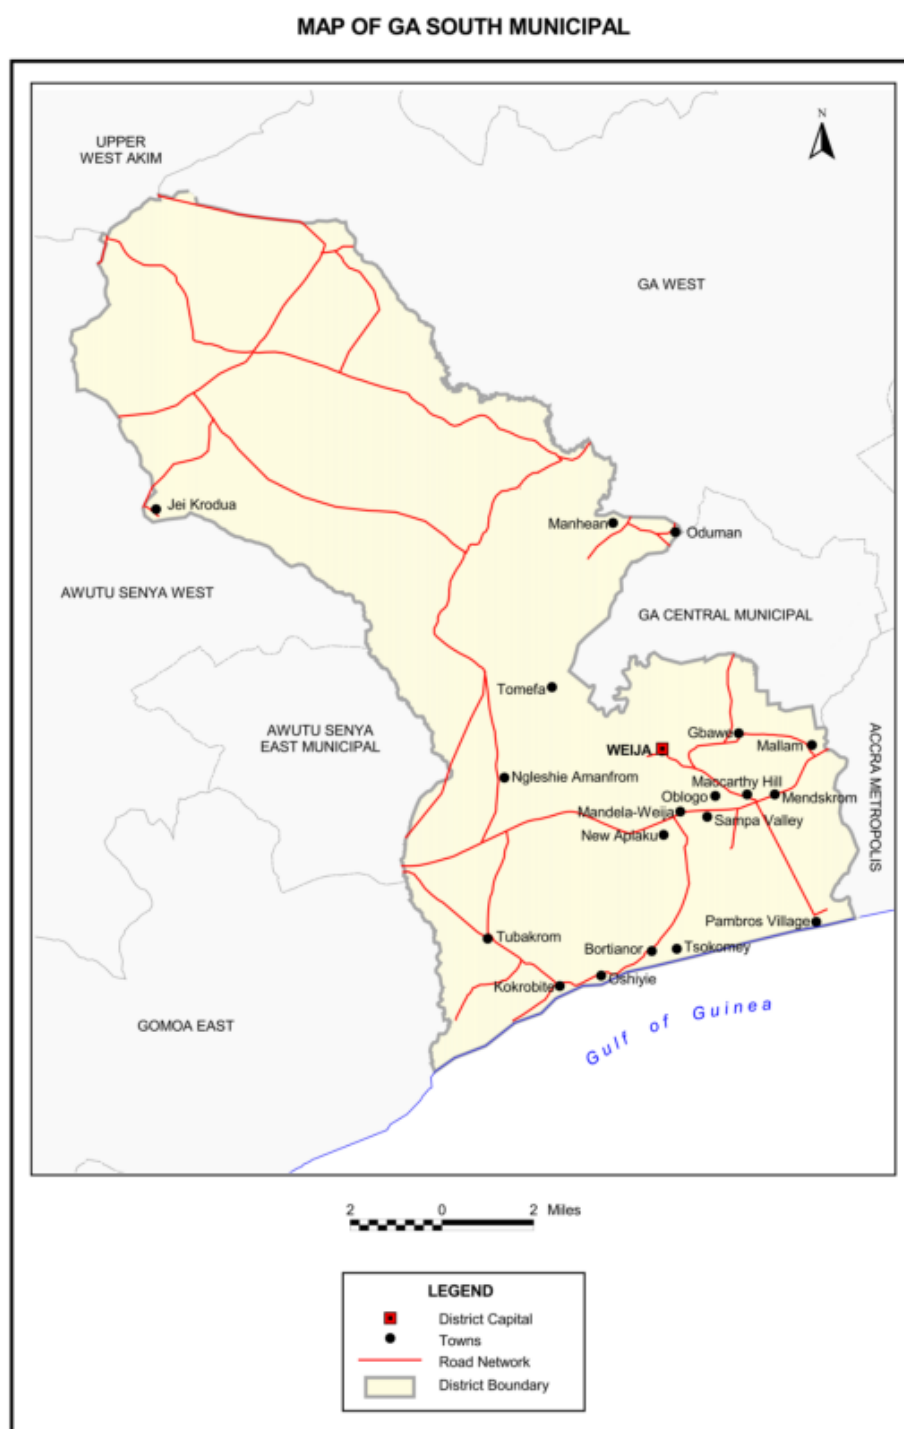 MAP OF GA SOUTH MUNICIPAL
N
UPPER
WEST AKIM
GA WEST
Jei Krodua
Manhean
Oduman
AWUTU SENYA WEST
GA CENTRAL MUNICIPAL
Tomefa
AWUTU SENYA
EAST MUNICIPAL
WEIJA
Gbawe
Mallam
ACCRA METROPOLIS
Ngleshie Amanfrom
Maccarthy Hill
Oblogo
Mendskrom
Mandela-Weija
Sampa Valley
New Aplaku
Pambros Village
Tubakrom
Bortianor
Tsokomey
Oshiyie
Kokrobite
GOMOA EAST
Gulf of Guinea
2 0 2 Miles
LEGEND
District Capital
Towns
Road Network
District Boundary